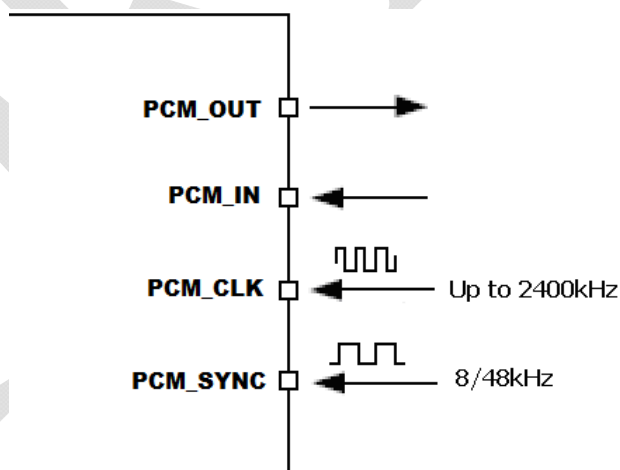 PCM_OUT
PCM_IN
PCM_CLK Up to 2400kHz
PCM_SYNC 8/48kHz